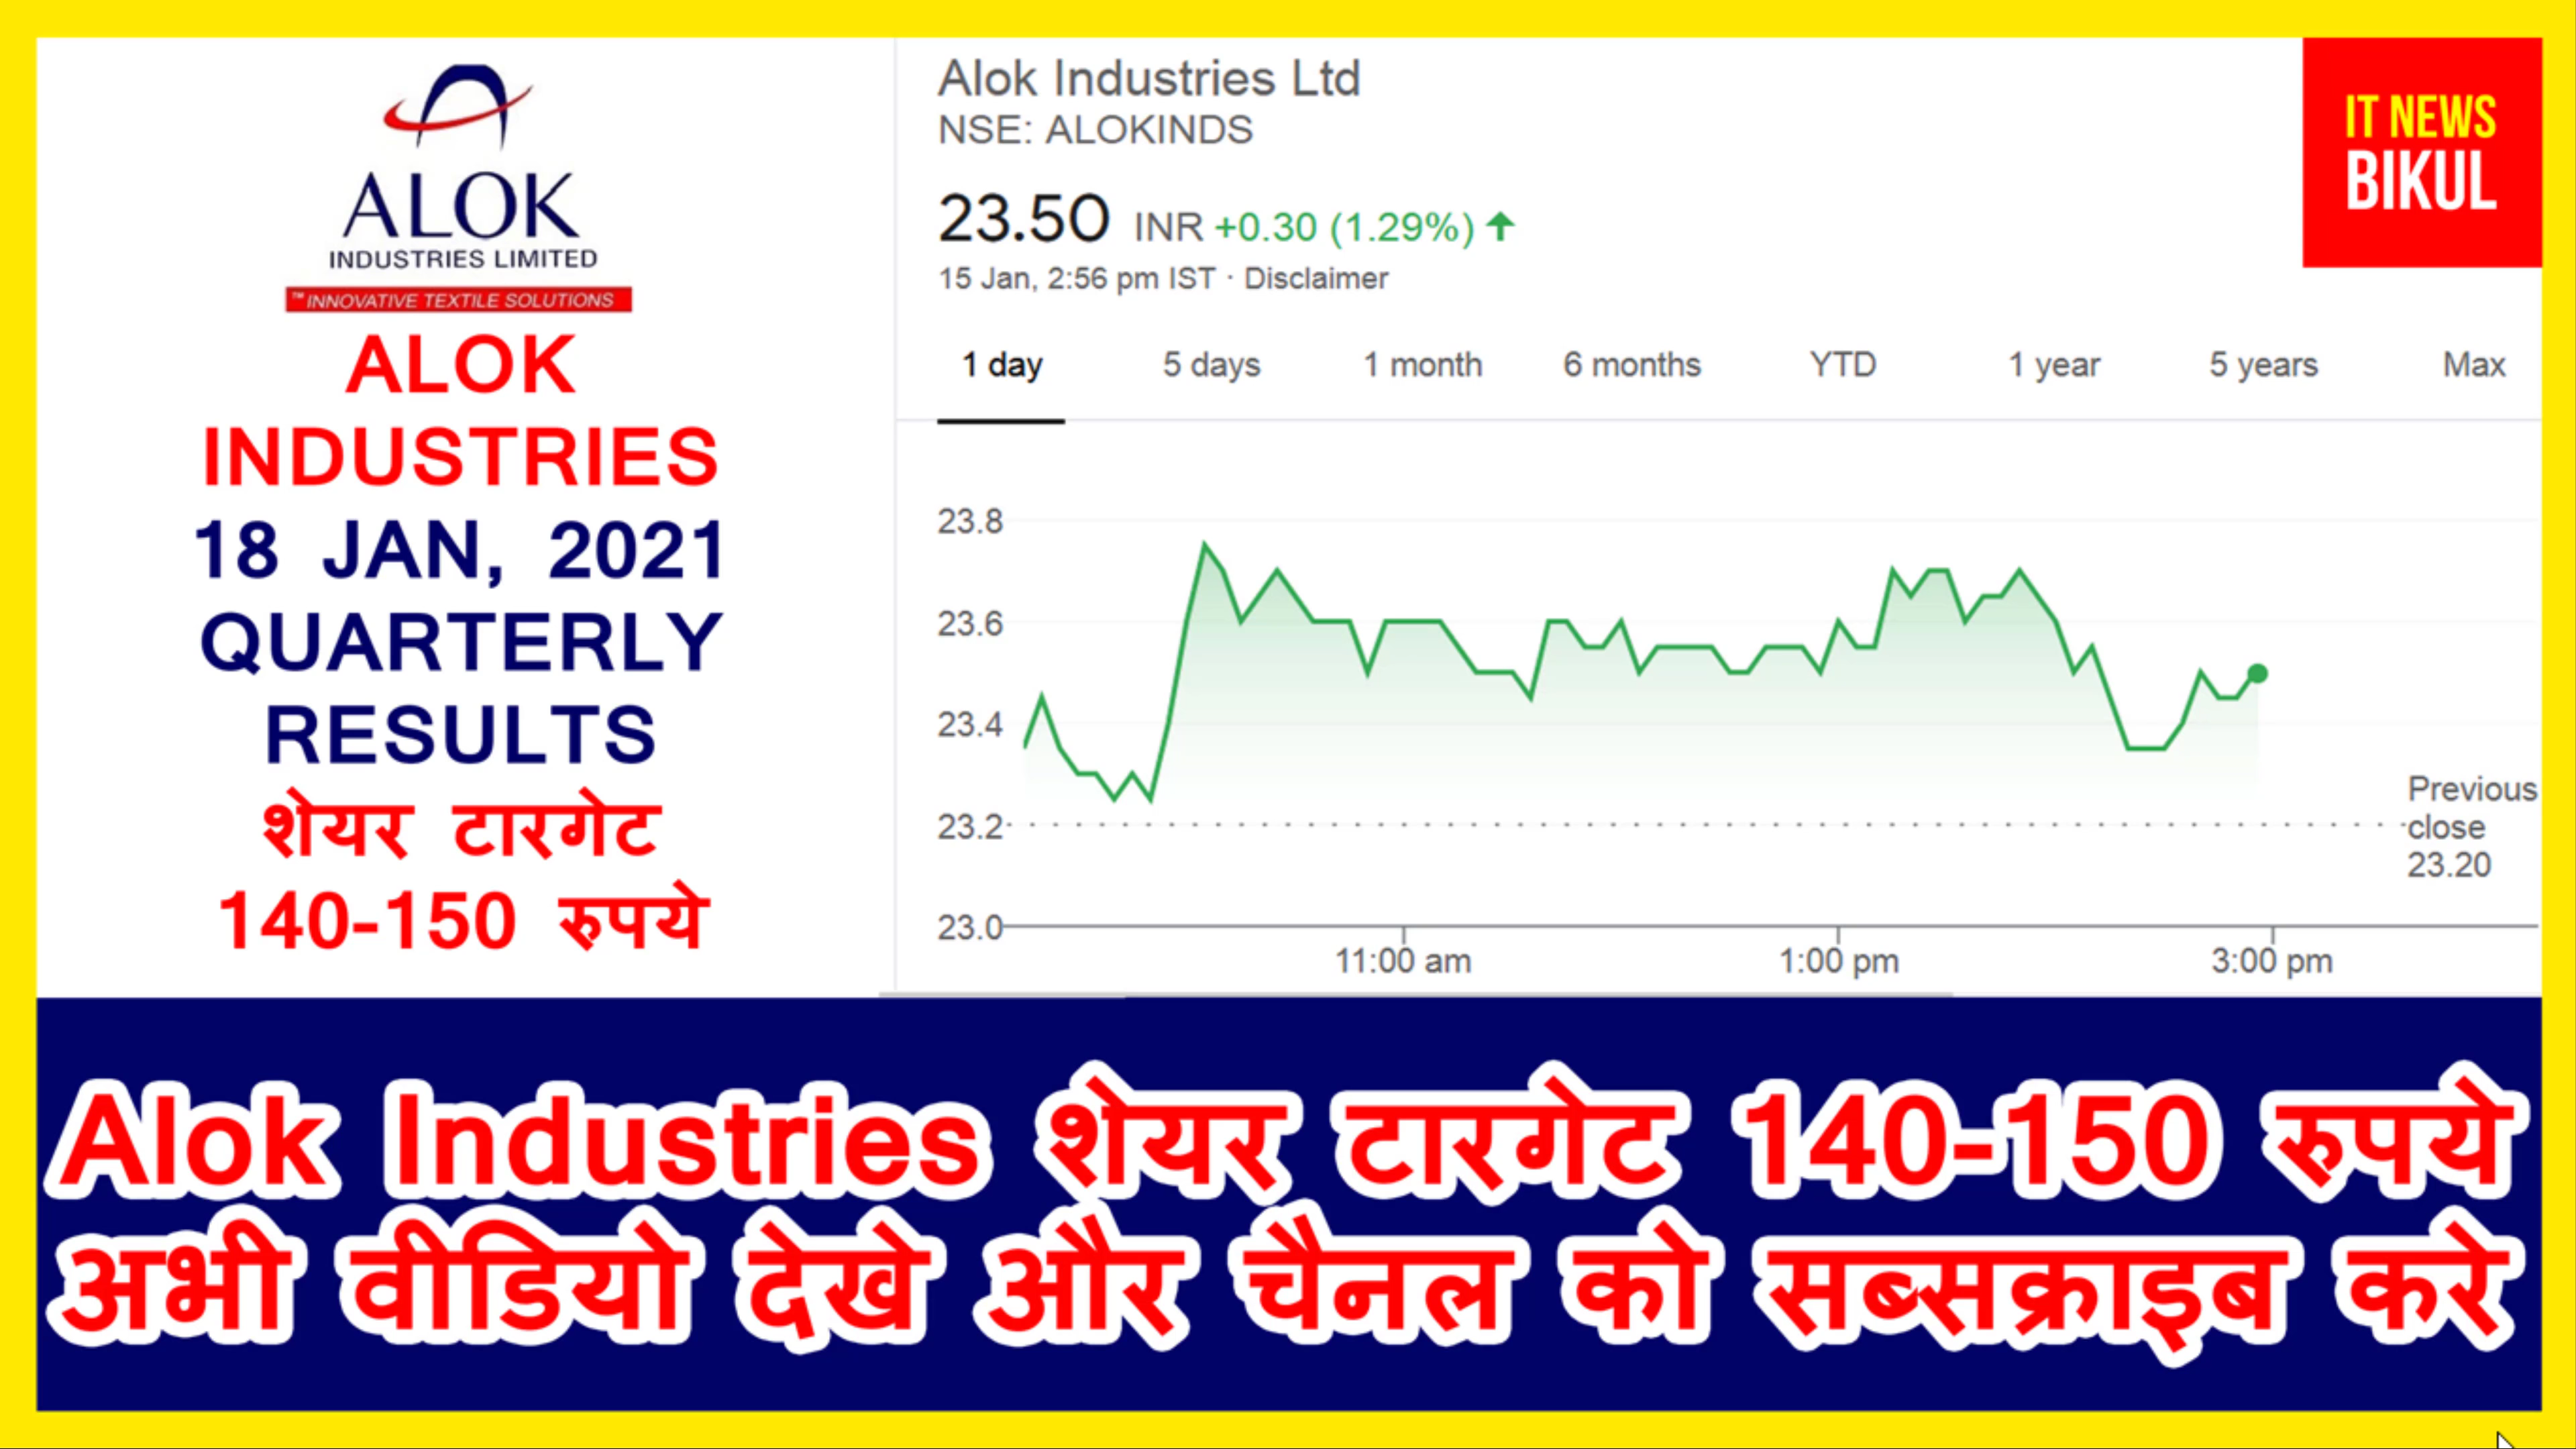 ALOK
INDUSTRIES LIMITED
™INNOVATIVE TEXTILE SOLUTIONS
ALOK
INDUSTRIES
18 JAN, 2021
QUARTERLY
RESULTS
शेयर टारगेट
140-150 रुपये
Alok Industries Ltd
NSE: ALOKINDS
23.50 INR +0.30 (1.29%)
15 Jan, 2:56 pm IST · Disclaimer
1 day 5 days 1 month 6 months YTD 1 year 5 years Max
23.8
23.6
23.4
23.2
23.0
Previous
close
23.20
11:00 am 1:00 pm 3:00 pm
IT NEWS
BIKUL
Alok Industries शेयर टारगेट 140-150 रुपये
अभी वीडियो देखे और चैनल को सब्सक्राइब करे